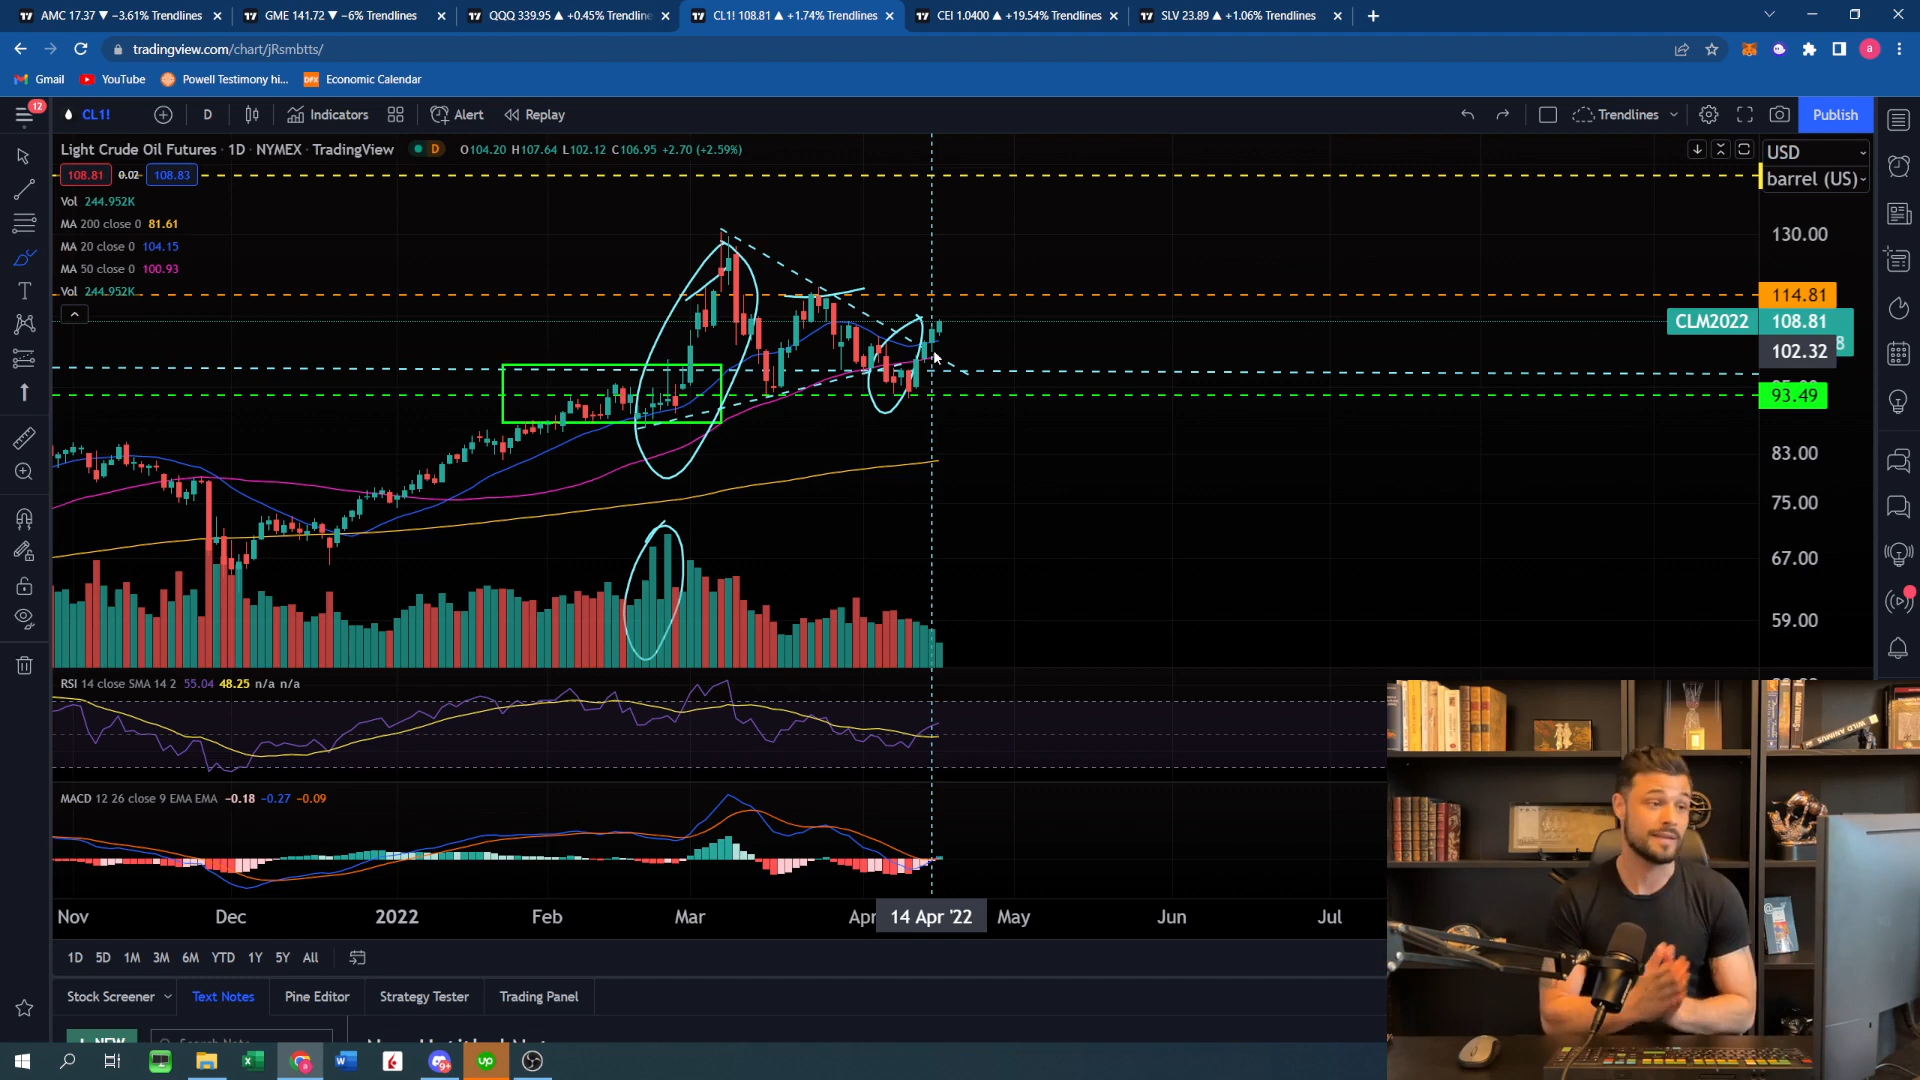 AMC 17.37 ▼ −3.61% Trendlines
GME 141.72 ▼ −6% Trendlines
QQQ 339.95 ▲ +0.45% Trendline
CL1! 108.81 ▲ +1.74% Trendlines
CEI 1.0400 ▲ +19.54% Trendlines
SLV 23.89 ▲ +1.06% Trendlines
tradingview.com/chart/jRsmbtts/
a
Gmail
YouTube
Powell Testimony hi...
DFX Economic Calendar
12
CL1!
D
Indicators
Alert
Replay
Trendlines
Publish
Light Crude Oil Futures · 1D · NYMEX · TradingView
D
O104.20 H107.64 L102.12 C106.95 +2.70 (+2.59%)
USD
barrel (US)
108.81
0.02
108.83
Vol 244.952K
MA 200 close 0 81.61
MA 20 close 0 104.15
MA 50 close 0 100.93
Vol 244.952K
130.00
114.81
CLM2022 108.81
102.32
93.49
83.00
75.00
67.00
59.00
RSI 14 close SMA 14 2 55.04 48.25 n/a n/a
MACD 12 26 close 9 EMA EMA −0.18 −0.27 −0.09
Nov
Dec
2022
Feb
Mar
Apr
14 Apr '22
May
Jun
Jul
1D
5D
1M
3M
6M
YTD
1Y
5Y
All
Stock Screener
Text Notes
Pine Editor
Strategy Tester
Trading Panel
WILD ANIMUS
up
9+